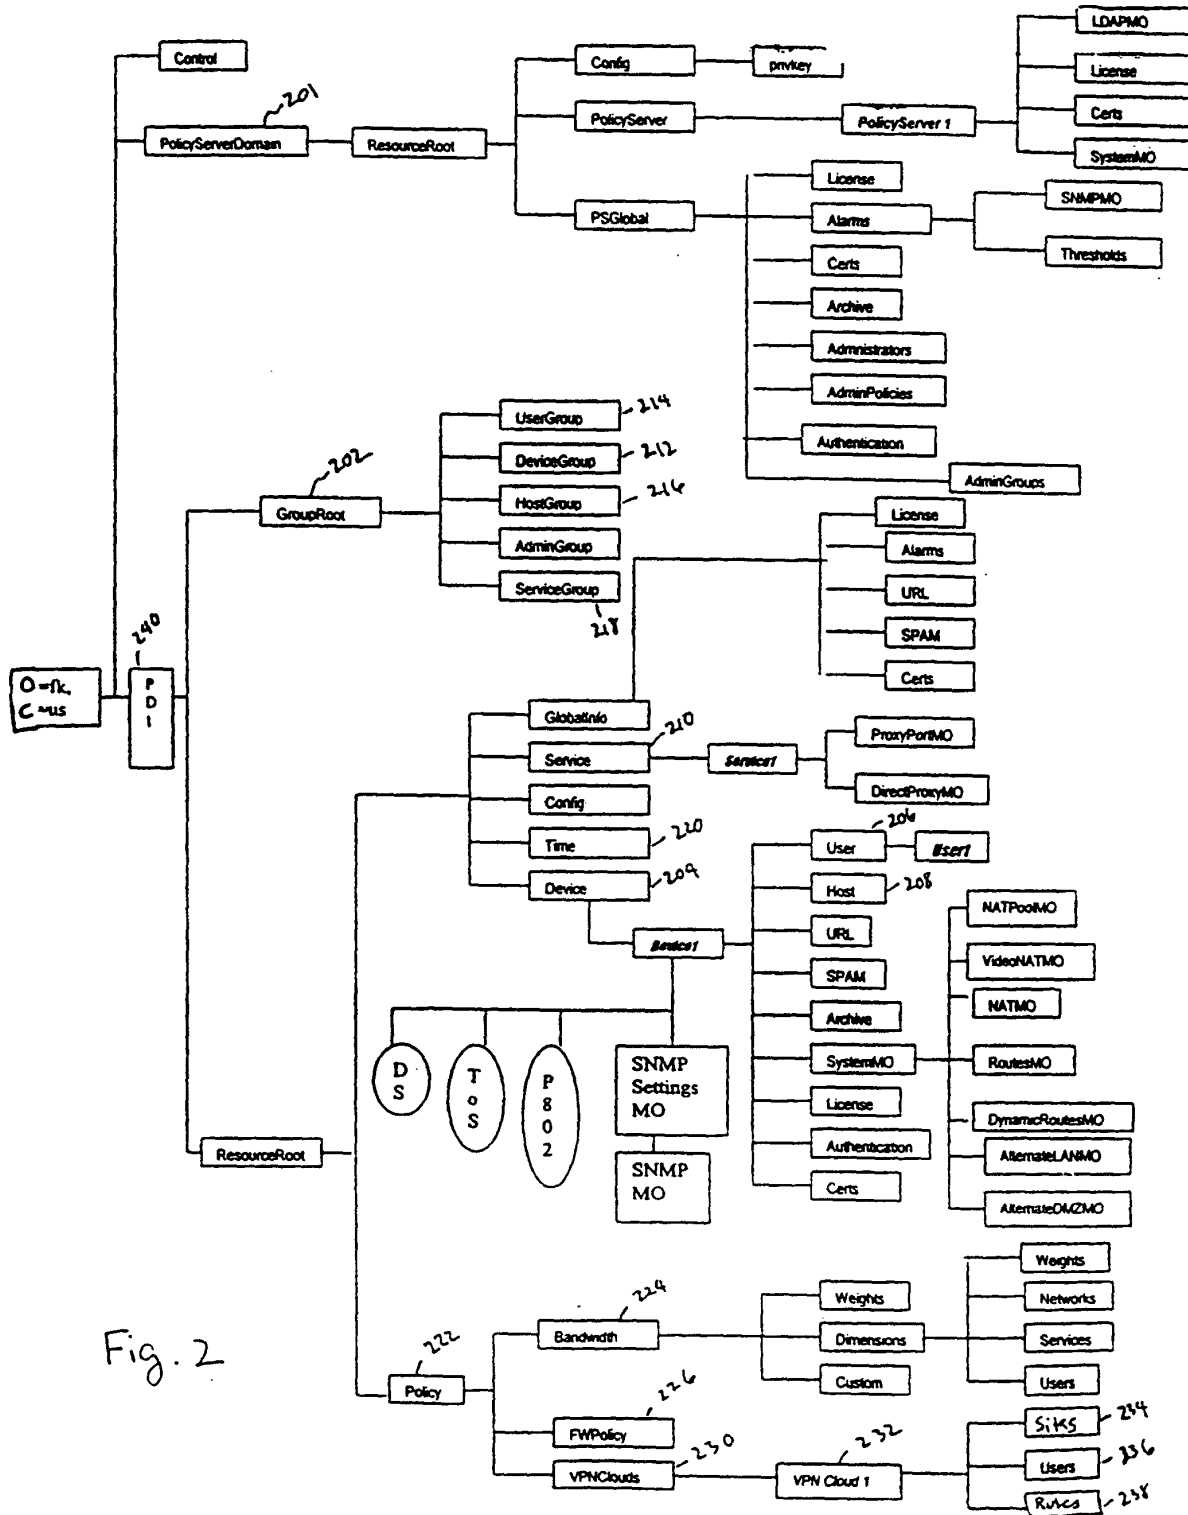 LDAPMO
Control
Config
privkey
License
201
PolicyServer
PolicyServer 1
Certs
PolicyServerDomain
ResourceRoot
SystemMO
License
SNMPMO
PSGlobal
Alarms
Thresholds
Certs
Archive
Admnistrators
AdminPolicies
UserGroup
214
Authentication
DeviceGroup
212
202
AdminGroups
HostGroup
216
GroupRoot
License
AdminGroup
Alarms
ServiceGroup
URL
218
240
SPAM
O=fk,
C=us
P
D
I
Certs
GlobalInfo
210
ProxyPortMO
Service
Service1
Config
DirectProxyMO
206
Time
220
User
User1
Device
209
Host
208
NATPoolMO
Device1
URL
VideoNATMO
SPAM
NATMO
Archive
DS
ToS
P802
SNMP
Settings
MO
SystemMO
RoutesMO
License
DynamicRoutesMO
ResourceRoot
Authentication
AlternateLANMO
SNMP
MO
Certs
AlternateDMZMO
224
Weights
Weights
Networks
Bandwidth
Dimensions
Services
222
Custom
Users
Policy
Fig. 2
226
FWPolicy
230
232
234
VPNClouds
VPN Cloud 1
Users
236
Rules
238